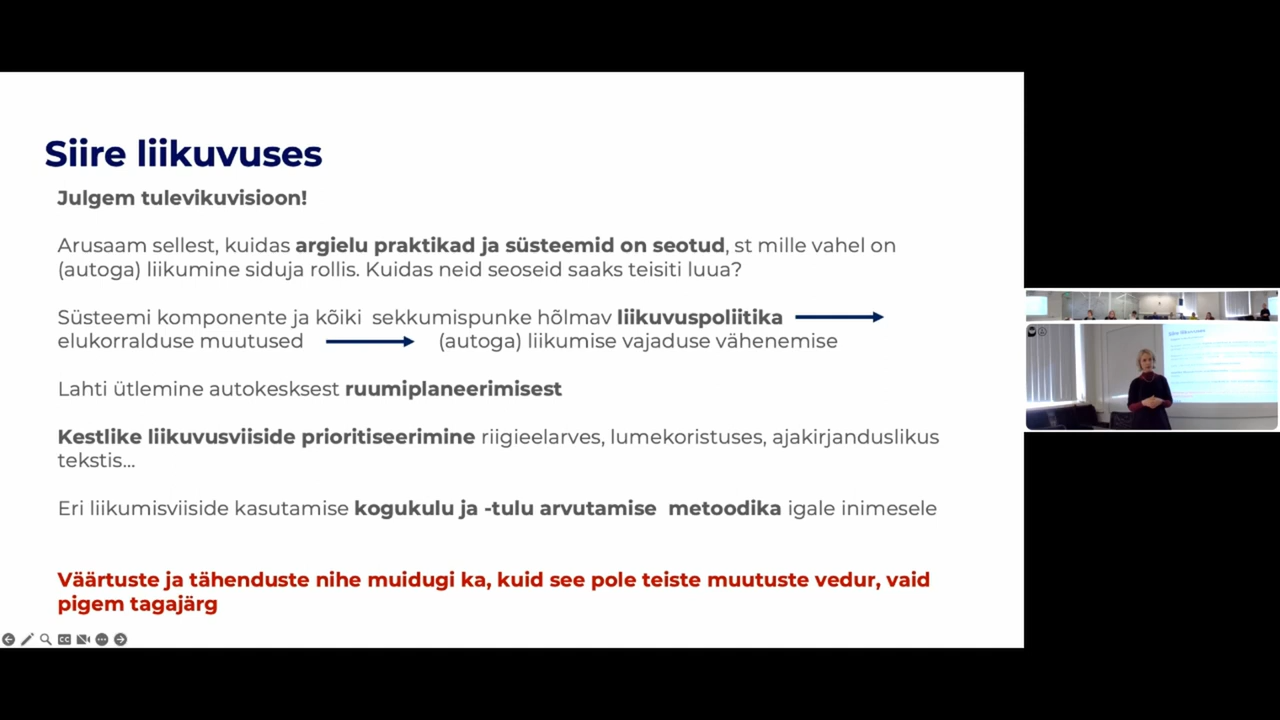 Siire liikuvuses
Julgem tulevikuvisioon!
Arusaam sellest, kuidas argielu praktikad ja süsteemid on seotud, st mille vahel on
(autoga) liikumine siduja rollis. Kuidas neid seoseid saaks teisiti luua?
Süsteemi komponente ja kõiki sekkumispunke hõlmav liikuvuspoliitika
elukorralduse muutused (autoga) liikumise vajaduse vähenemise
Lahti ütlemine autokesksest ruumiplaneerimisest
Kestlike liikuvusviiside prioritiseerimine riigieelarves, lumekoristuses, ajakirjanduslikus
tekstis...
Eri liikumisviiside kasutamise kogukulu ja -tulu arvutamise metoodika igale inimesele
Väärtuste ja tähenduste nihe muidugi ka, kuid see pole teiste muutuste vedur, vaid
pigem tagajärg